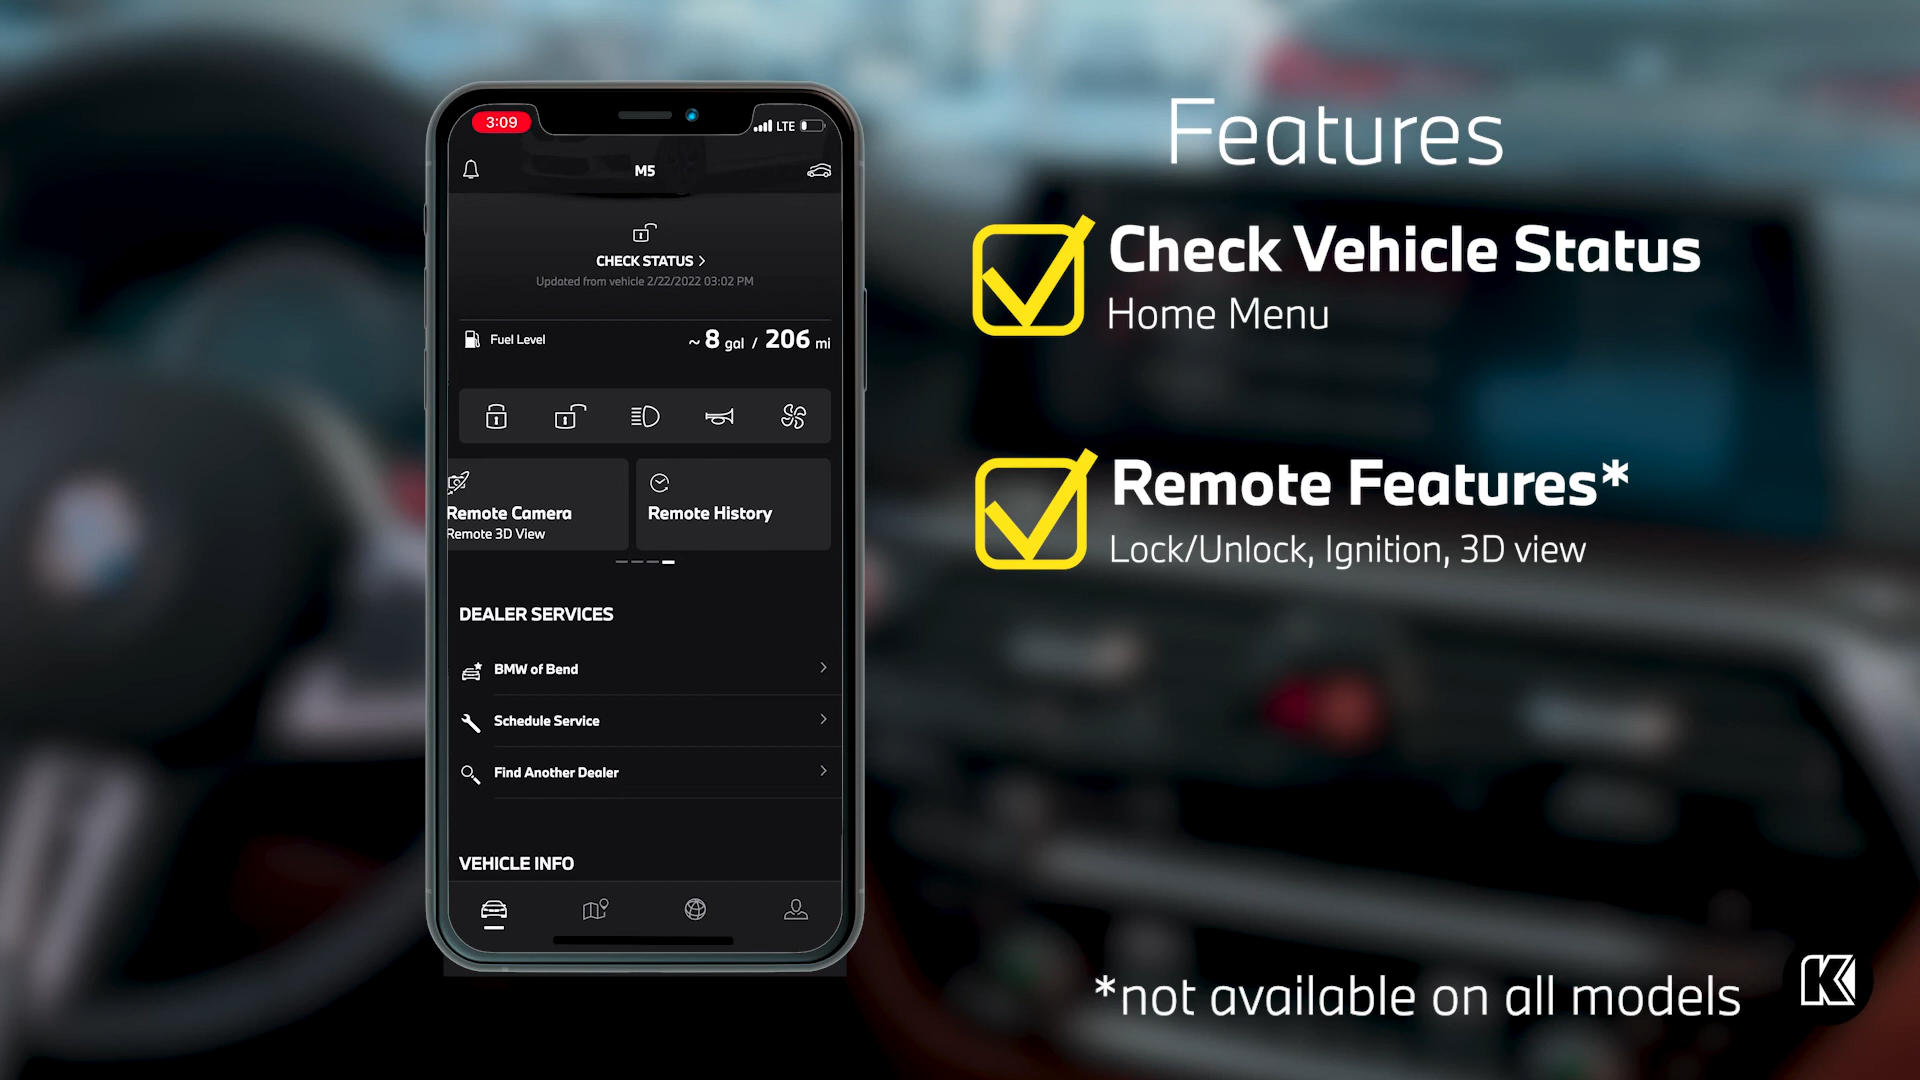 3:09
LTE
M5
CHECK STATUS >
Updated from vehicle 2/22/2022 03:02 PM
Fuel Level
~ 8 gal / 206 mi
Remote Camera
Remote 3D View
Remote History
DEALER SERVICES
BMW of Bend
Schedule Service
Find Another Dealer
VEHICLE INFO
Features
Check Vehicle Status
Home Menu
Remote Features*
Lock/Unlock, Ignition, 3D view
*not available on all models
K